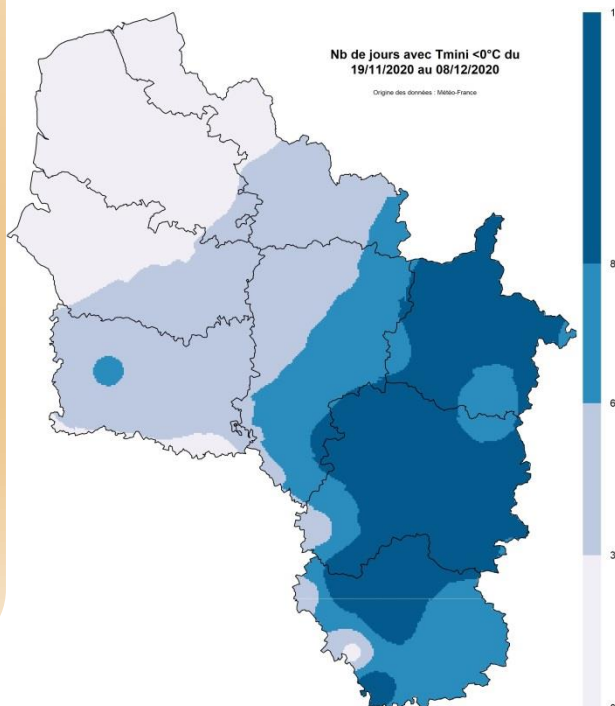 Nb de jours avec Tmini <0°C du
19/11/2020 au 08/12/2020
Origine des données : Météo-France
8
6
3